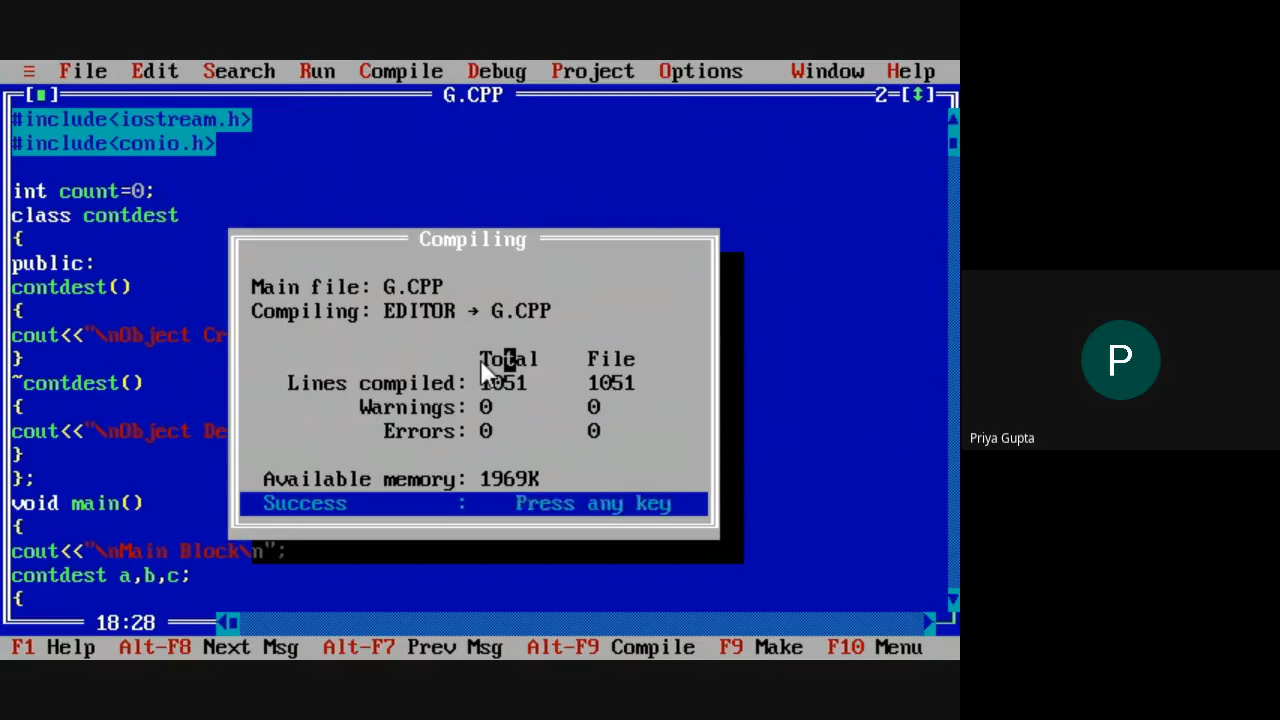 ≡ File Edit Search Run Compile Debug Project Options Window Help
[■] G.CPP 2=[↕]
#include<iostream.h>
#include<conio.h>
int count=0;
class contdest
{
public:
contdest()
{
cout<<"\nObject Cr
}
~contdest()
{
cout<<"\nObject De
}
};
void main()
{
cout<<"\nMain Block\n";
contdest a,b,c;
{
18:28
Compiling
Main file: G.CPP
Compiling: EDITOR → G.CPP
Total File
Lines compiled: 1051 1051
Warnings: 0 0
Errors: 0 0
Available memory: 1969K
Success : Press any key
F1 Help Alt-F8 Next Msg Alt-F7 Prev Msg Alt-F9 Compile F9 Make F10 Menu
P
Priya Gupta